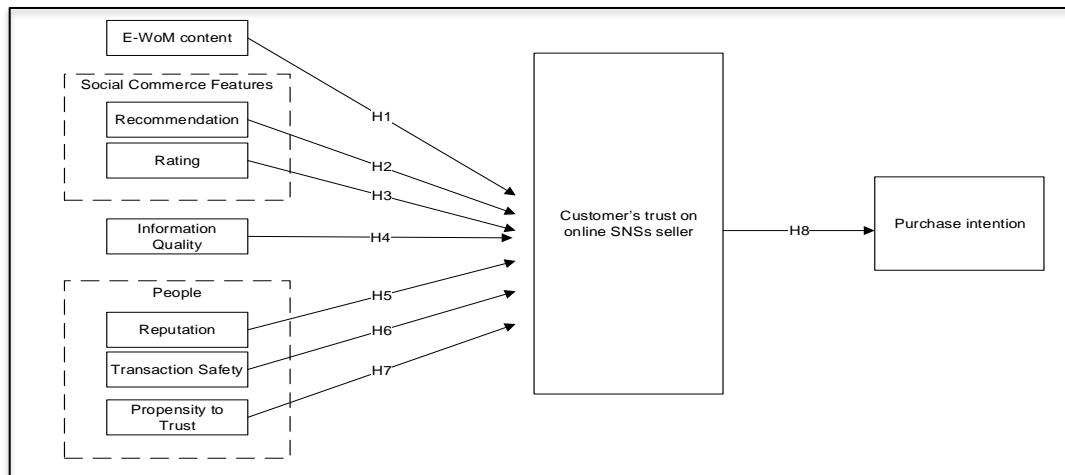 E-WoM content
Social Commerce Features
Recommendation
Rating
Information
Quality
People
Reputation
Transaction Safety
Propensity to
Trust
H1
H2
H3
H4
H5
H6
H7
Customer's trust on
online SNSs seller
H8
Purchase intention